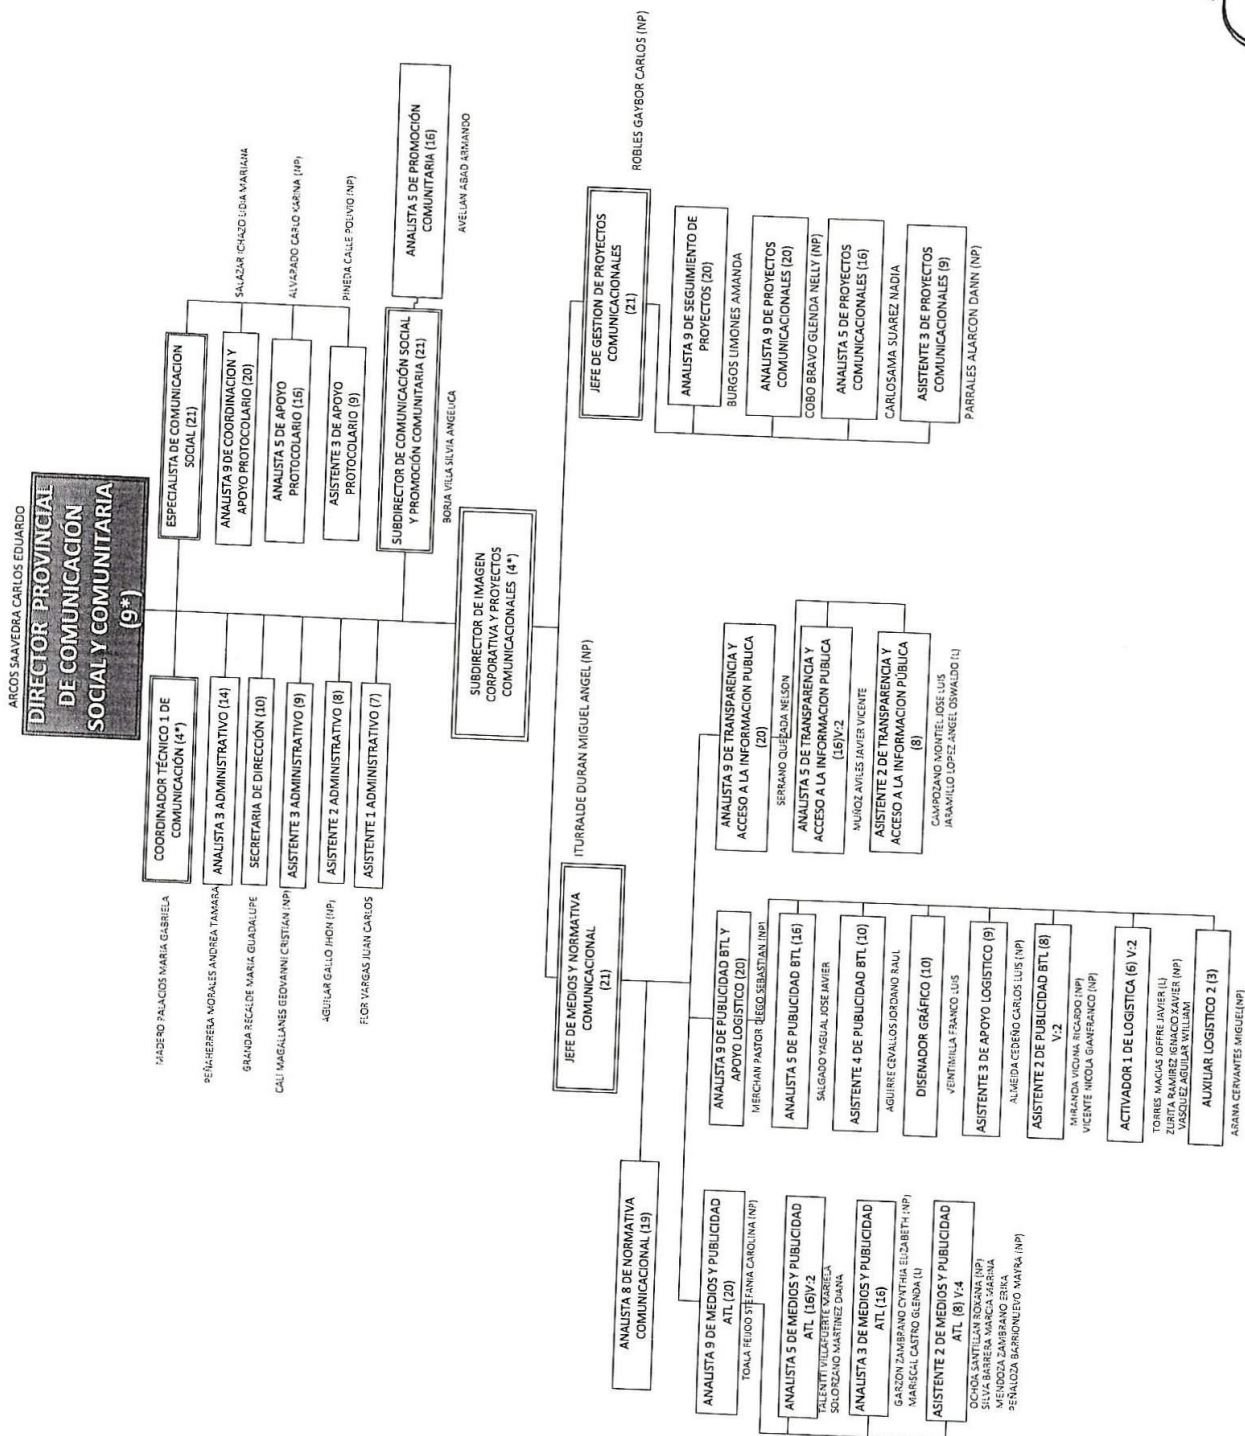 ARCOS SAAVEDRA CARLOS EDUARDO
DIRECTOR PROVINCIAL
DE COMUNICACIÓN
SOCIAL Y COMUNITARIA
(9*)
COORDINADOR TÉCNICO 1 DE
COMUNICACIÓN (4*)
MADERO PALACIOS MARIA GABRIELA
ANALISTA 3 ADMINISTRATIVO (14)
PEÑAHERRERA MORALES ANDREA TAMARA
SECRETARIA DE DIRECCIÓN (10)
GRANDA RECALDE MARIA GUADALUPE
ASISTENTE 3 ADMINISTRATIVO (9)
CALI MAGALLANES GEOVANNI CRISTIAN (NP)
ASISTENTE 2 ADMINISTRATIVO (8)
AGUILAR GALLO JHON (NP)
ASISTENTE 1 ADMINISTRATIVO (7)
FLOR VARGAS JUAN CARLOS
ESPECIALISTA DE COMUNICACION
SOCIAL (21)
ANALISTA 9 DE COORDINACION Y
APOYO PROTOCOLARIO (20)
SALAZAR ICHAZO LIDIA MARIANA
ANALISTA 5 DE APOYO
PROTOCOLARIO (16)
ALVARADO CARLO KARINA (NP)
ASISTENTE 3 DE APOYO
PROTOCOLARIO (9)
PINEDA CALLE POLIVIO (NP)
SUBDIRECTOR DE COMUNICACIÓN SOCIAL
Y PROMOCIÓN COMUNITARIA (21)
BORJA VILLA SILVIA ANGELICA
ANALISTA 5 DE PROMOCIÓN
COMUNITARIA (16)
AVELLAN ABAD ARMANDO
SUBDIRECTOR DE IMAGEN
CORPORATIVA Y PROYECTOS
COMUNICACIONALES (4*)
JEFE DE MEDIOS Y NORMATIVA
COMUNICACIONAL
(21)
ITURRALDE DURAN MIGUEL ANGEL (NP)
JEFE DE GESTION DE PROYECTOS
COMUNICACIONALES
(21)
ROBLES GAYBOR CARLOS (NP)
ANALISTA 9 DE SEGUIMIENTO DE
PROYECTOS (20)
BURGOS LIMONES AMANDA
ANALISTA 9 DE PROYECTOS
COMUNICACIONALES (20)
COBO BRAVO GLENDA NELLY (NP)
ANALISTA 5 DE PROYECTOS
COMUNICACIONALES (16)
CARLOSAMA SUAREZ NADIA
ASISTENTE 3 DE PROYECTOS
COMUNICACIONALES (9)
PARRALES ALARCON DANN (NP)
ANALISTA 8 DE NORMATIVA
COMUNICACIONAL (19)
ANALISTA 9 DE MEDIOS Y PUBLICIDAD
ATL (20)
TOALA FEIJOO STEFANIA CAROLINA (NP)
ANALISTA 5 DE MEDIOS Y PUBLICIDAD
ATL (16)V:2
TALENTTI VILLAFUERTE MARIELA
SOLORZANO MARTINEZ DIANA
ANALISTA 3 DE MEDIOS Y PUBLICIDAD
ATL (16)
GARZON ZAMBRANO CYNTHIA ELIZABETH (NP)
MARISCAL CASTRO GLENDA (L)
ASISTENTE 2 DE MEDIOS Y PUBLICIDAD
ATL (8) V:4
OCHOA SANTILLAN ROXANA (NP)
SILVA BARRERA MARCIA MARINA
MENDOZA ZAMBRANO ERIKA
PEÑALOZA BARRIONUEVO MAYRA (NP)
ANALISTA 9 DE PUBLICIDAD BTL Y
APOYO LOGISTICO (20)
MERCHAN PASTOR DIEGO SEBASTIAN (NP)
ANALISTA 5 DE PUBLICIDAD BTL (16)
SALGADO YAGUAL JOSE JAVIER
ASISTENTE 4 DE PUBLICIDAD BTL (10)
AGUIRRE CEVALLOS JORDANO RAUL
DISENADOR GRÁFICO (10)
VEINTIMILLA FRANCO LUIS
ASISTENTE 3 DE APOYO LOGISTICO (9)
ALMEIDA CEDEÑO CARLOS LUIS (NP)
ASISTENTE 2 DE PUBLICIDAD BTL (8)
V:2
MIRANDA VICUNA RICARDO (NP)
VICENTE NICOLA GIANFRANCO (NP)
ACTIVADOR 1 DE LOGISTICA (6) V:2
TORRES MACIAS JOFFRE JAVIER (L)
ZURITA RAMIREZ IGNACIO XAVIER (NP)
VASQUEZ AGUILAR WILLIAM
AUXILIAR LOGISTICO 2 (3)
ARANA CERVANTES MIGUEL(NP)
ANALISTA 9 DE TRANSPARENCIA Y
ACCESO A LA INFORMACION PUBLICA
(20)
SERRANO QUEZADA NELSON
ANALISTA 5 DE TRANSPARENCIA Y
ACCESO A LA INFORMACION PUBLICA
(16)V:2
MUÑOZ AVILES JAVIER VICENTE
ASISTENTE 2 DE TRANSPARENCIA Y
ACCESO A LA INFORMACIÓN PÚBLICA
(8)
CAMPOZANO MONTIEL JOSE LUIS
JARAMILLO LOPEZ ANGEL OSWALDO (L)